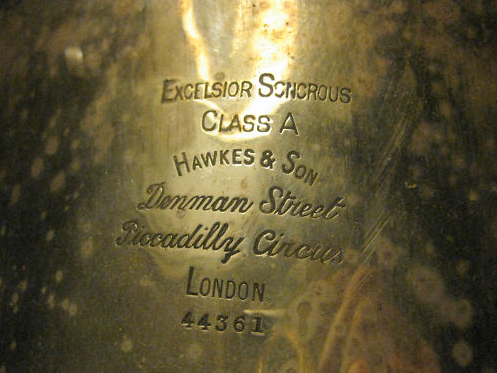 EXCELSIOR SONOROUS
CLASS A
HAWKES & SON
Denman Street
Piccadilly Circus
LONDON
44361